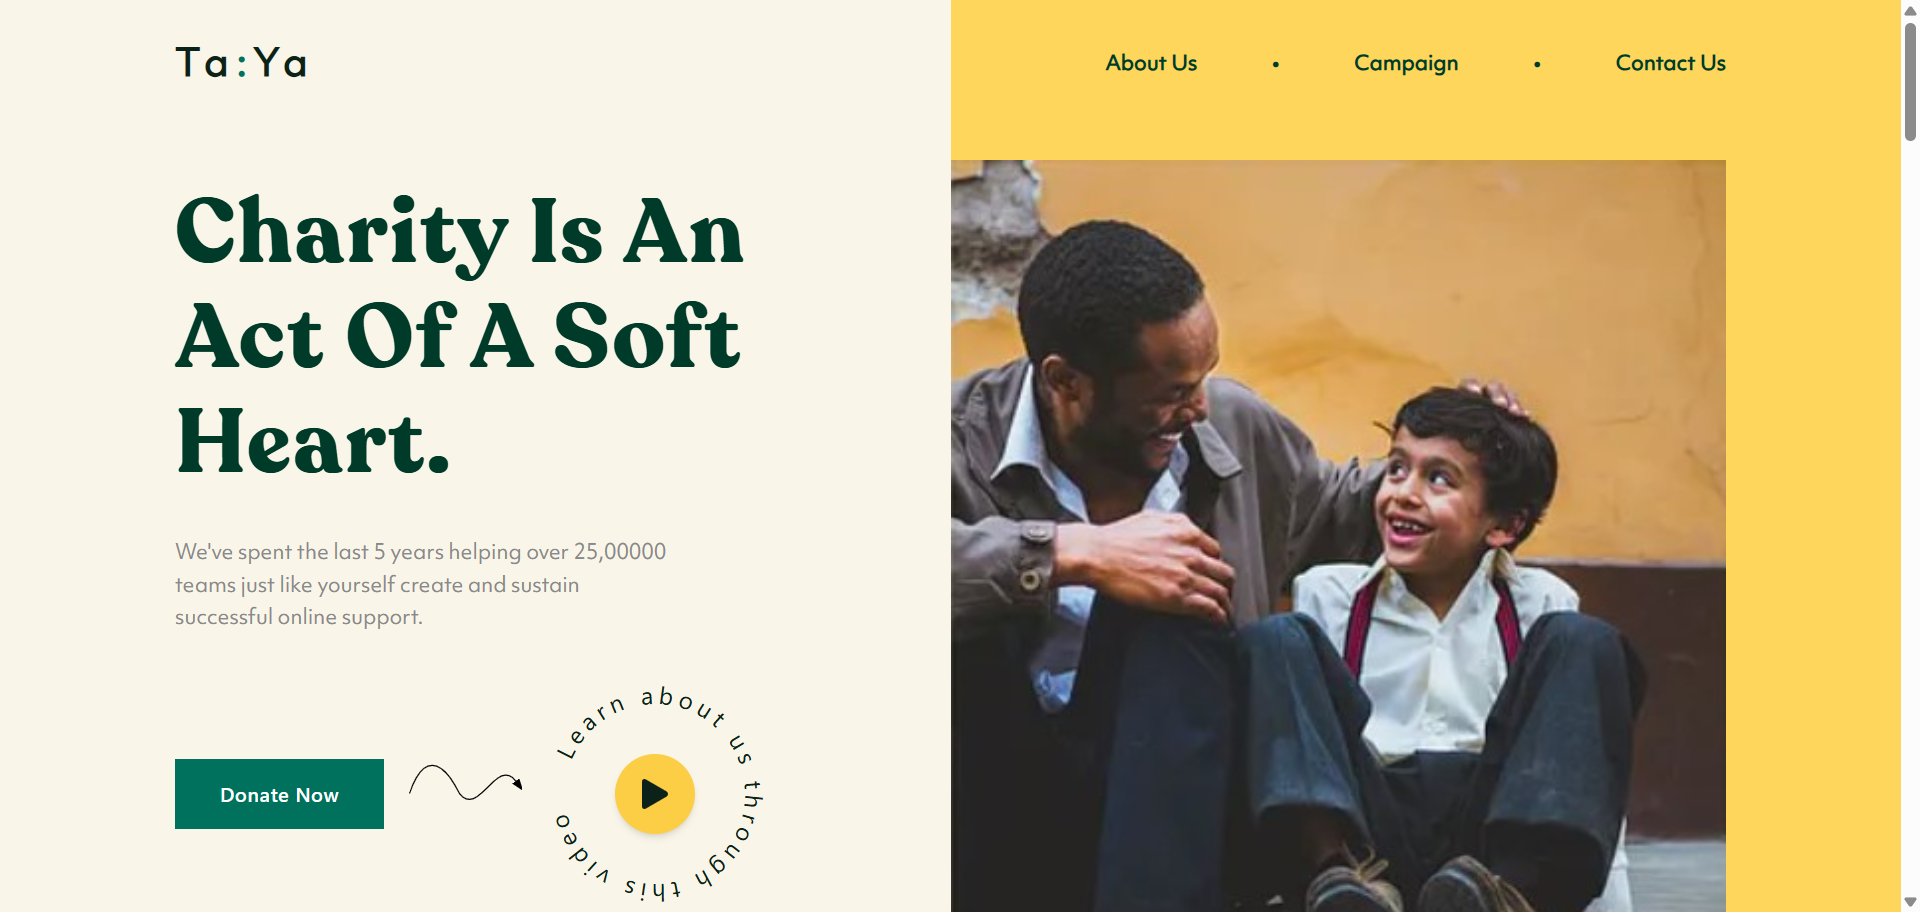 Ta:Ya
About Us • Campaign • Contact Us
Charity Is An
Act Of A Soft
Heart.
We've spent the last 5 years helping over 25,00000
teams just like yourself create and sustain
successful online support.
Donate Now
Learn about us through this video